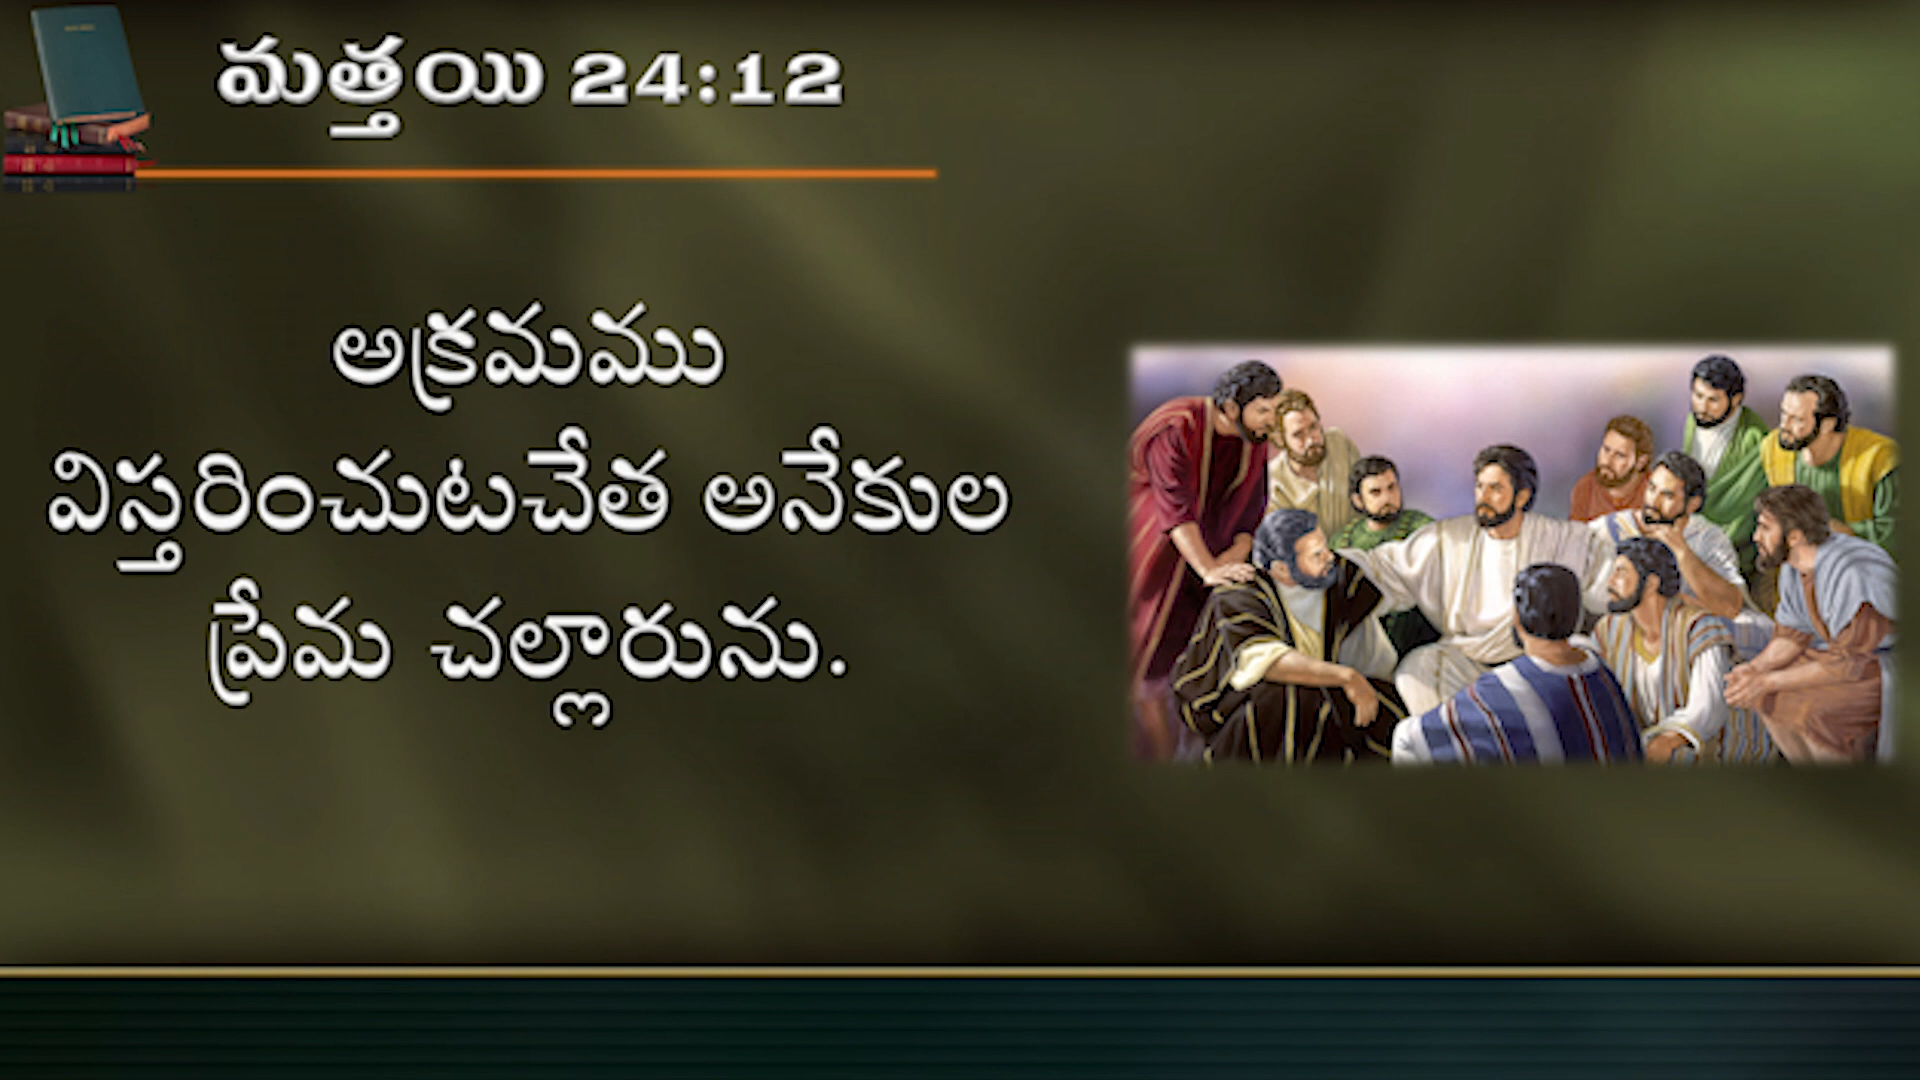 మత్తయి 24:12
అక్రమము
విస్తరించుటచేత అనేకుల
ప్రేమ చల్లారును.